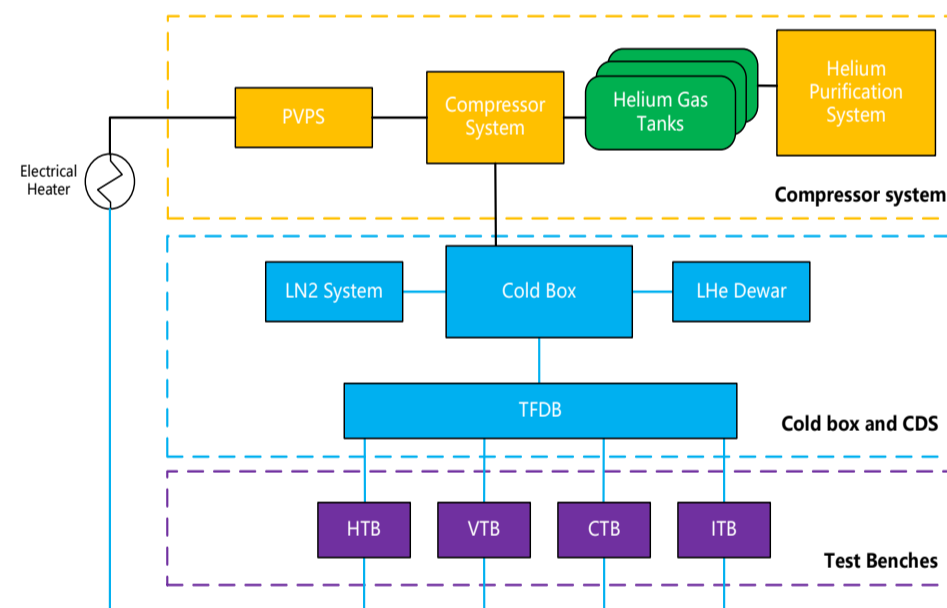 PVPS
Compressor
System
Helium Gas
Tanks
Helium
Purification
System
Electrical
Heater
Compressor system
LN2 System
Cold Box
LHe Dewar
TFDB
Cold box and CDS
HTB
VTB
CTB
ITB
Test Benches